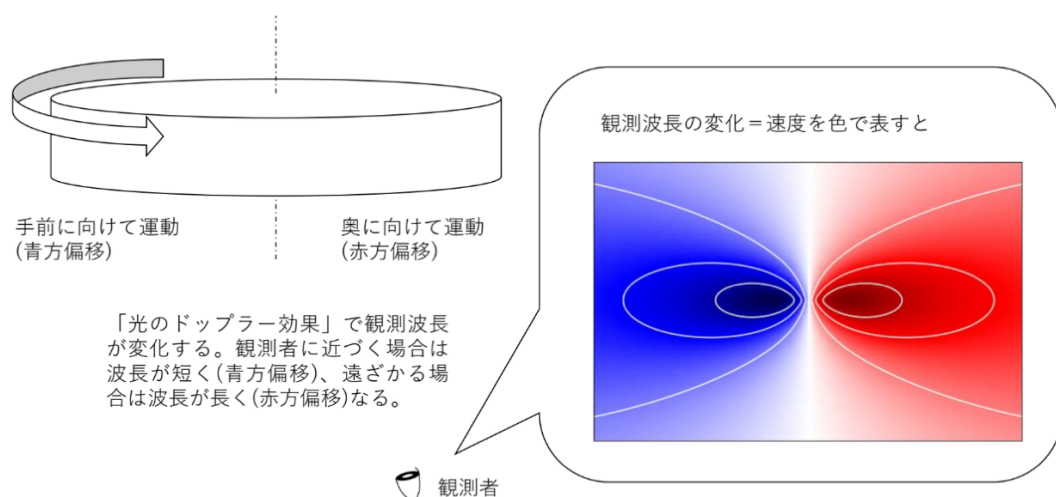 観測波長の変化＝速度を色で表すと
手前に向けて運動
(青方偏移)
奥に向けて運動
(赤方偏移)
「光のドップラー効果」で観測波長
が変化する。観測者に近づく場合は
波長が短く(青方偏移)、遠ざかる場
合は波長が長く(赤方偏移)なる。
観測者